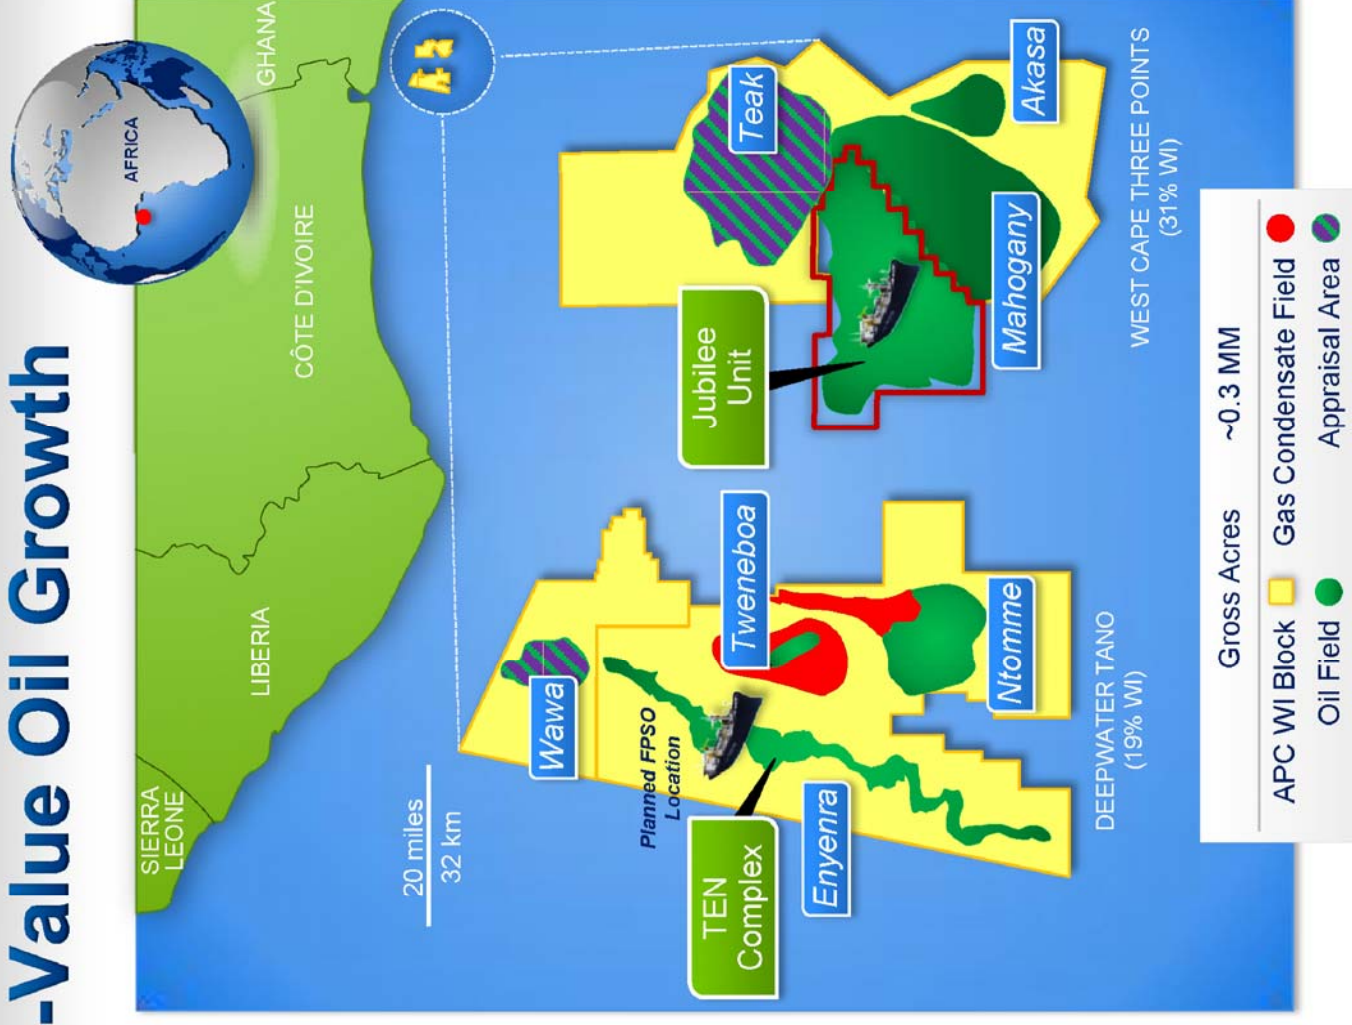 -Value Oil Growth
AFRICA
SIERRA
LEONE
LIBERIA
CÔTE D'IVOIRE
GHANA
20 miles
32 km
Wawa
Planned FPSO
Location
TEN
Complex
Enyenra
Tweneboa
Ntomme
DEEPWATER TANO
(19% WI)
Jubilee
Unit
Teak
Akasa
Mahogany
WEST CAPE THREE POINTS
(31% WI)
Gross Acres ~0.3 MM
APC WI Block Gas Condensate Field
Oil Field Appraisal Area